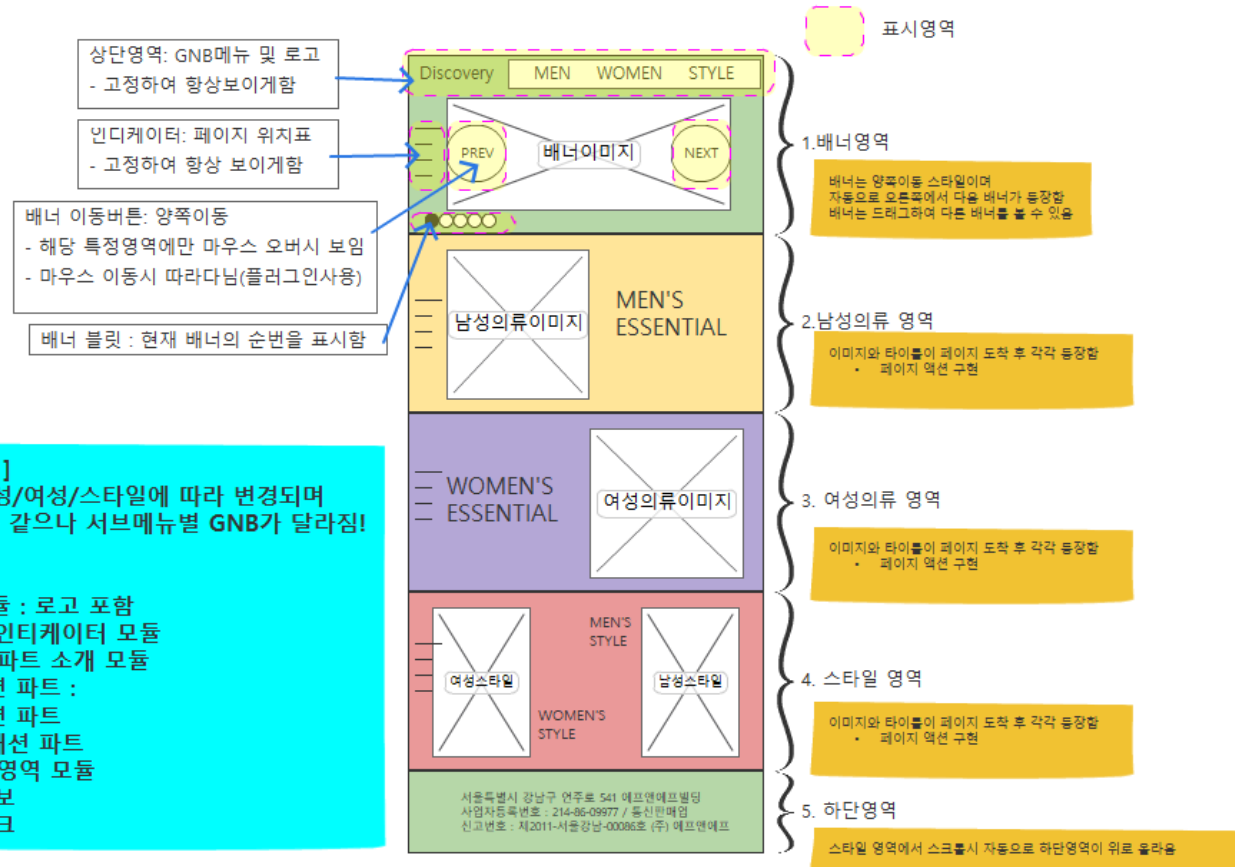 표시영역
상단영역: GNB메뉴 및 로고
- 고정하여 항상보이게함
인디케이터: 페이지 위치표
- 고정하여 항상 보이게함
배너 이동버튼: 양쪽이동
- 해당 특정영역에만 마우스 오버시 보임
- 마우스 이동시 따라다님(플러그인사용)
배너 블릿 : 현재 배너의 순번을 표시함
Discovery
MEN WOMEN STYLE
PREV
배너이미지
NEXT
남성의류이미지
MEN'S
ESSENTIAL
WOMEN'S
ESSENTIAL
여성의류이미지
여성스타일
WOMEN'S
STYLE
MEN'S
STYLE
남성스타일
서울특별시 강남구 언주로 541 에프앤에프빌딩
사업자등록번호 : 214-86-09977 / 통신판매업
신고번호 : 제2011-서울강남-00086호 (주) 에프앤에프
1.배너영역
배너는 양쪽이동 스타일이며
자동으로 오른쪽에서 다음 배너가 등장함
배너는 드래그하여 다른 배너를 볼 수 있음
2.남성의류 영역
이미지와 타이틀이 페이지 도착 후 각각 등장함
• 페이지 액션 구현
3. 여성의류 영역
이미지와 타이틀이 페이지 도착 후 각각 등장함
• 페이지 액션 구현
4. 스타일 영역
이미지와 타이틀이 페이지 도착 후 각각 등장함
• 페이지 액션 구현
5. 하단영역
스타일 영역에서 스크롤시 자동으로 하단영역이 위로 올라옴
]
/여성/스타일에 따라 변경되며
같으나 서브메뉴별 GNB가 달라짐!
: 로고 포함
인티케이터 모듈
파트 소개 모듈
파트 :
파트
파트
영역 모듈